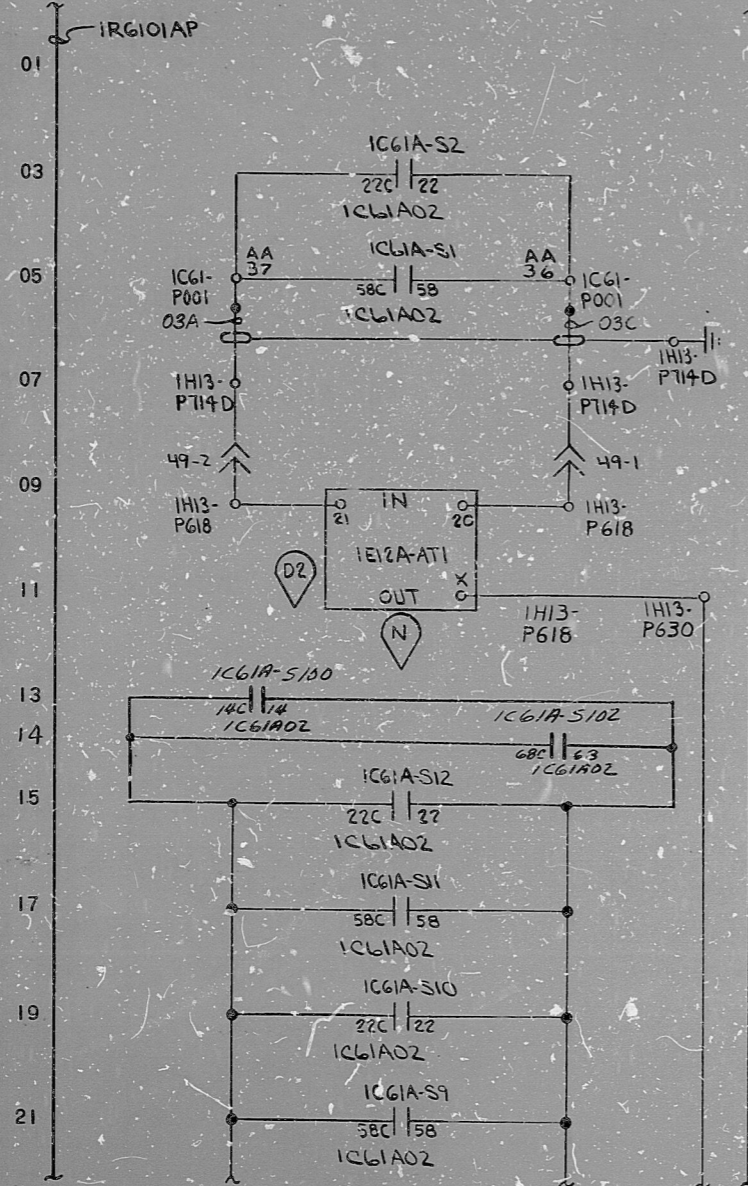 1R6101AP
01
1C61A-S2
03
22C 22
1C61A02
1C61A-S1
AA
37
AA
36
05
1C61-
P001
58C 58
1C61-
P001
1C61A02
03A
03C
1H13-
P714D
07
1H13-
P714D
1H13-
P714D
49-2
49-1
09
1H13-
P618
IN
21
20
1H13-
P618
1E12A-AT1
D2
11
OUT
X
1H13-
P618
1H13-
P630
N
1C61A-S100
13
14C 14
1C61A02
1C61A-S102
14
68C 63
1C61A02
1C61A-S12
15
22C 22
1C61A02
1C61A-S11
17
58C 58
1C61A02
1C61A-S10
19
22C 22
1C61A02
1C61A-S9
21
58C 58
1C61A02